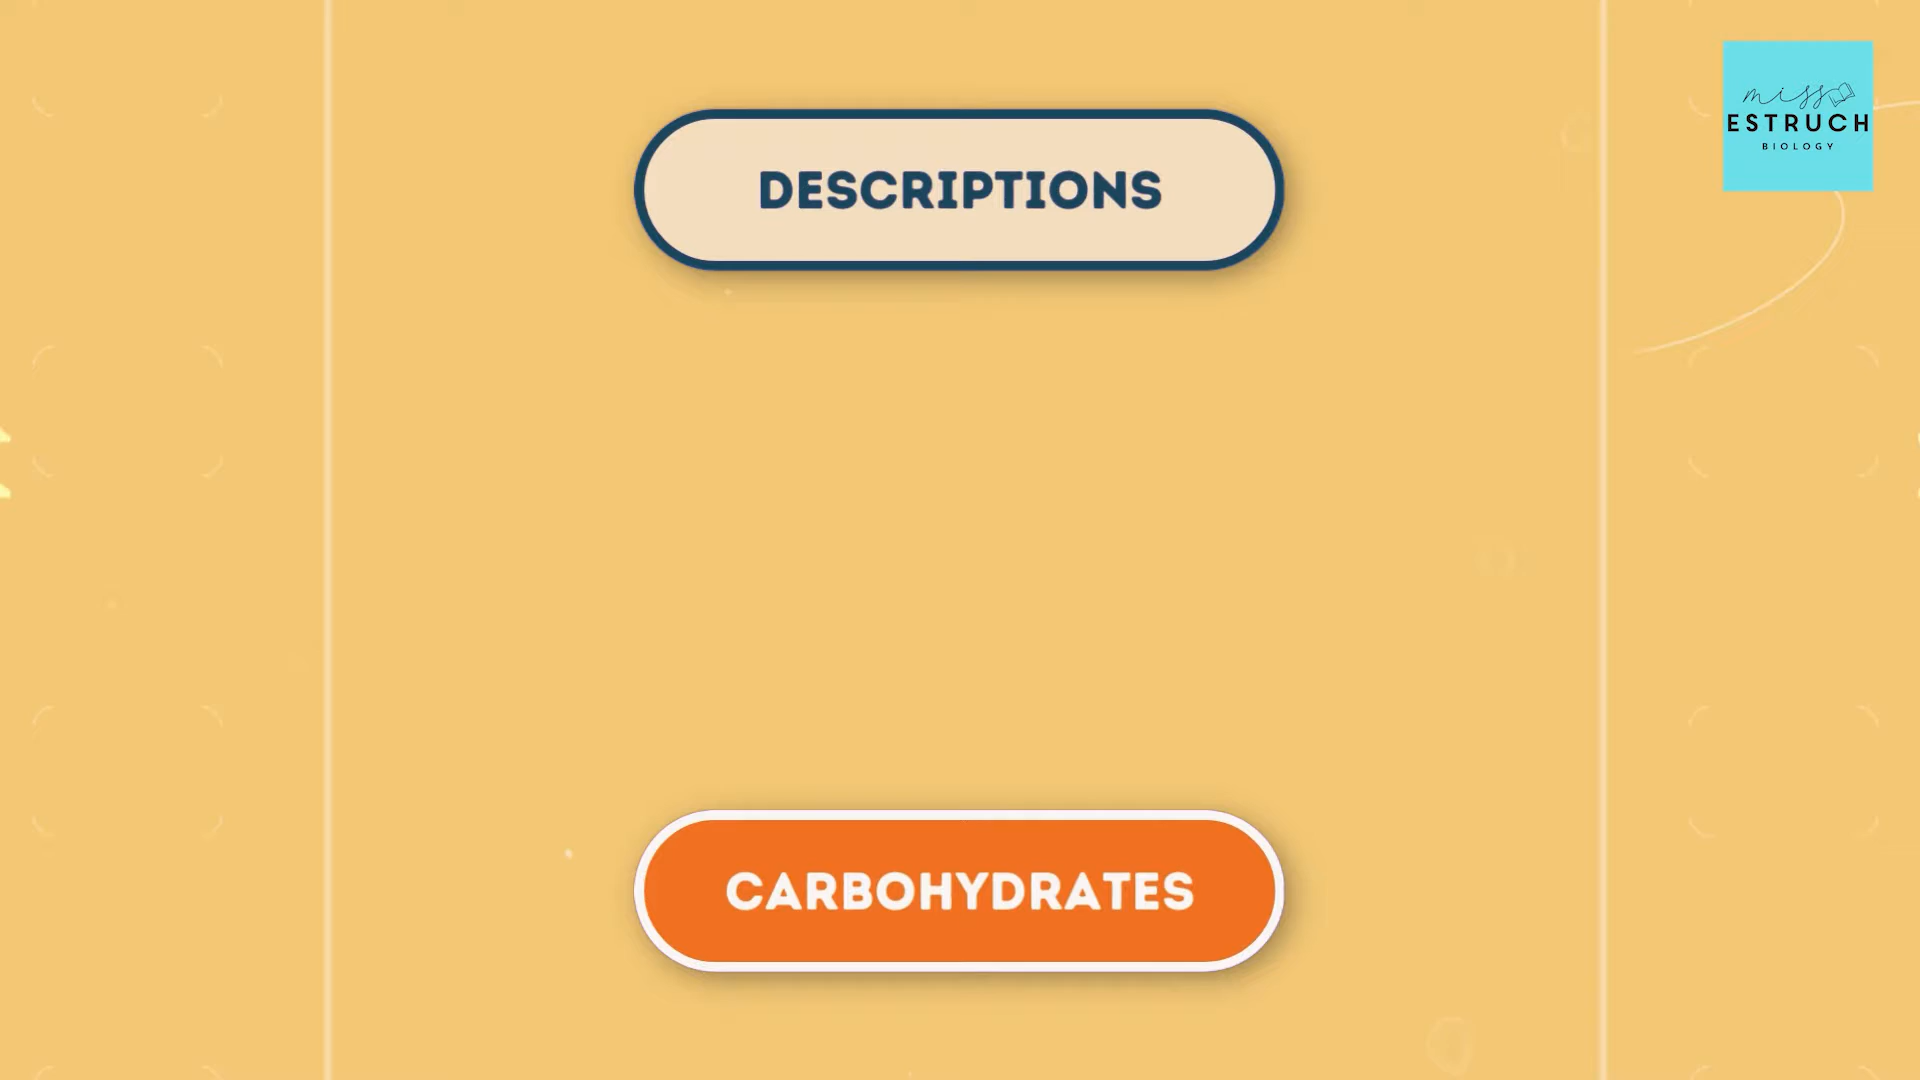 miss
ESTRUCH
BIOLOGY
DESCRIPTIONS
CARBOHYDRATES